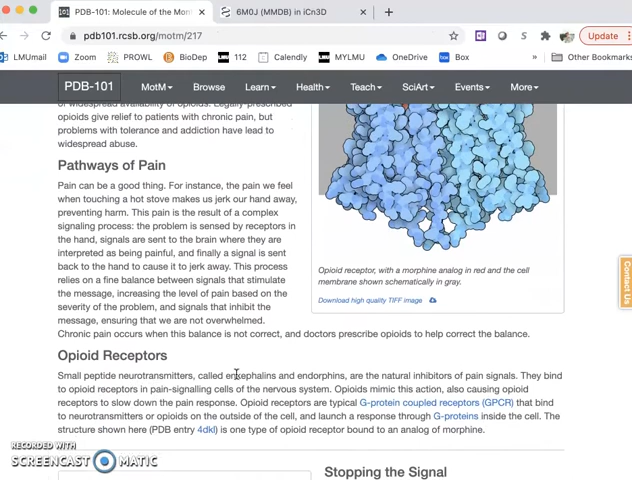 PDB-101: Molecule of the Mon
6M0J (MMDB) in iCn3D
pdb101.rcsb.org/motm/217
Update
LMUmail
Zoom
PROWL
BioDep
112
CAMINO
MYLMU
OneDrive
Box
Other Bookmarks
PDB-101
MotM
Browse
Learn
Health
Teach
SciArt
Events
More
of widespread availability of opioids. Legally-prescribed
opioids give relief to patients with chronic pain, but
problems with tolerance and addiction have lead to
widespread abuse.
Pathways of Pain
Pain can be a good thing. For instance, the pain we feel
when touching a hot stove makes us jerk our hand away,
preventing harm. This pain is the result of a complex
signaling process: the problem is sensed by receptors in
the hand, signals are sent to the brain where they are
interpreted as being painful, and finally a signal is sent
back to the hand to cause it to jerk away. This process
relies on a fine balance between signals that stimulate
the message, increasing the level of pain based on the
severity of the problem, and signals that inhibit the
message, ensuring that we are not overwhelmed.
Chronic pain occurs when this balance is not correct, and doctors prescribe opioids to help correct the balance.
Opioid receptor, with a morphine analog in red and the cell
membrane shown schematically in gray.
Download high quality TIFF image
Contact Us
Opioid Receptors
Small peptide neurotransmitters, called enkephalins and endorphins, are the natural inhibitors of pain signals. They bind
to opioid receptors in pain-signalling cells of the nervous system. Opioids mimic this action, also causing opioid
receptors to slow down the pain response. Opioid receptors are typical G-protein coupled receptors (GPCR) that bind
to neurotransmitters or opioids on the outside of the cell, and launch a response through G-proteins inside the cell. The
structure shown here (PDB entry 4dkl) is one type of opioid receptor bound to an analog of morphine.
RECORDED WITH
SCREENCAST MATIC
Stopping the Signal